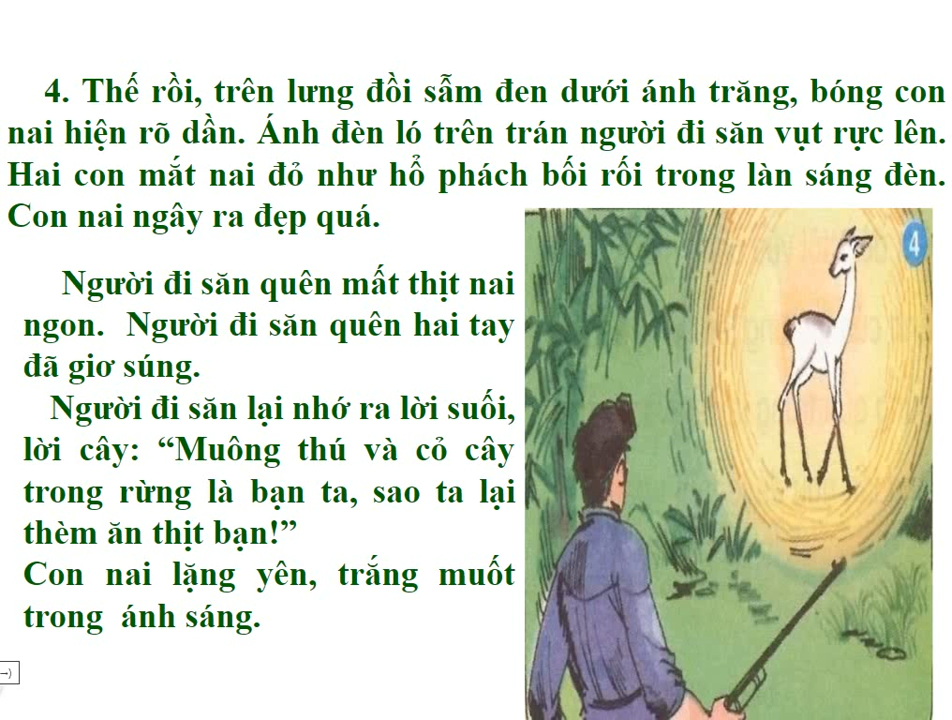 4. Thế rồi, trên lưng đồi sẫm đen dưới ánh trăng, bóng con
nai hiện rõ dần. Ánh đèn ló trên trán người đi săn vụt rực lên.
Hai con mắt nai đỏ như hổ phách bối rối trong làn sáng đèn.
Con nai ngây ra đẹp quá.
4
Người đi săn quên mất thịt nai
ngon. Người đi săn quên hai tay
đã giơ súng.
Người đi săn lại nhớ ra lời suối,
lời cây: “Muông thú và cỏ cây
trong rừng là bạn ta, sao ta lại
thèm ăn thịt bạn!”
Con nai lặng yên, trắng muốt
trong ánh sáng.
→)